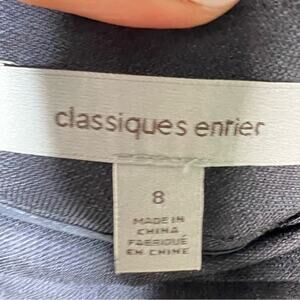 classiques entier
8
MADE IN
CHINA
FABRIQUÉ
EN CHINE